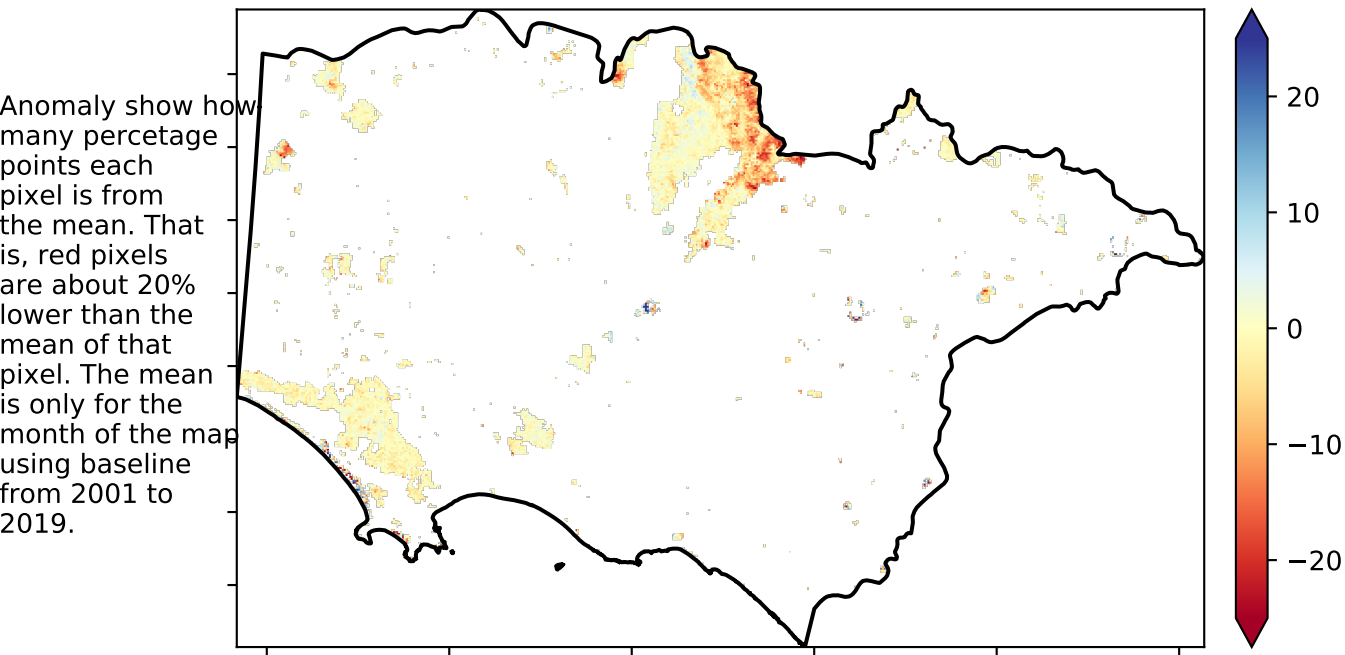 Anomaly show how
many percetage
points each
pixel is from
the mean. That
is, red pixels
are about 20%
lower than the
mean of that
pixel. The mean
is only for the
month of the map
using baseline
from 2001 to
2019.
20
10
0
−10
−20